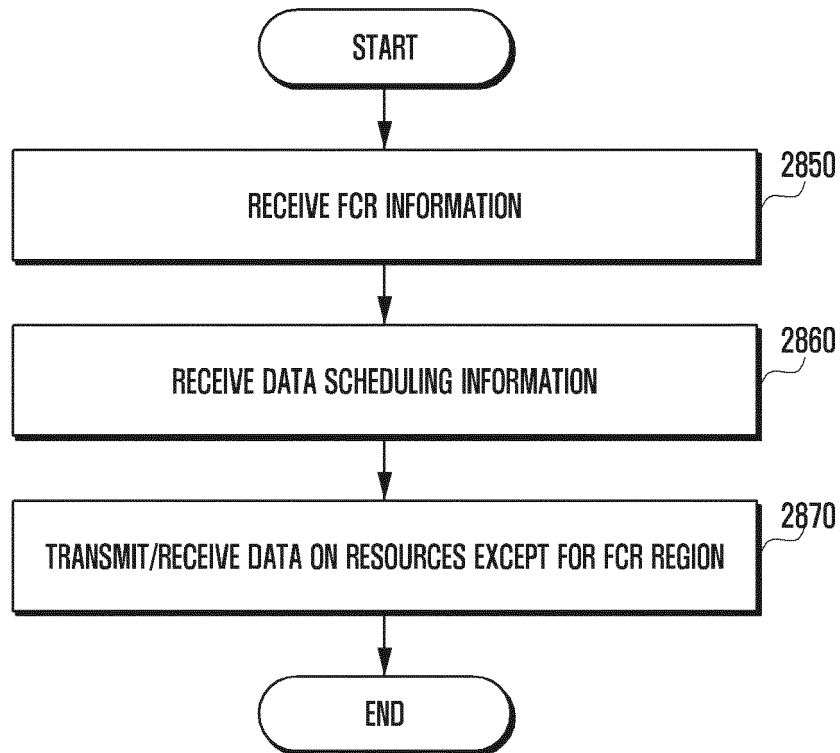 START
2850
RECEIVE FCR INFORMATION
2860
RECEIVE DATA SCHEDULING INFORMATION
2870
TRANSMIT/RECEIVE DATA ON RESOURCES EXCEPT FOR FCR REGION
END